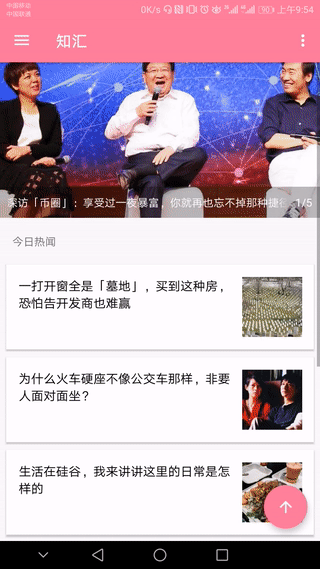 中国移动
中国联通
0K/s
90
上午9:54
知汇
深访「币圈」：享受过一夜暴富，你就再也忘不掉那种捷径
1/5
今日热闻
一打开窗全是「墓地」，买到这种房，
恐怕告开发商也难赢
为什么火车硬座不像公交车那样，非要
人面对面坐？
生活在硅谷，我来讲讲这里的日常是怎
样的